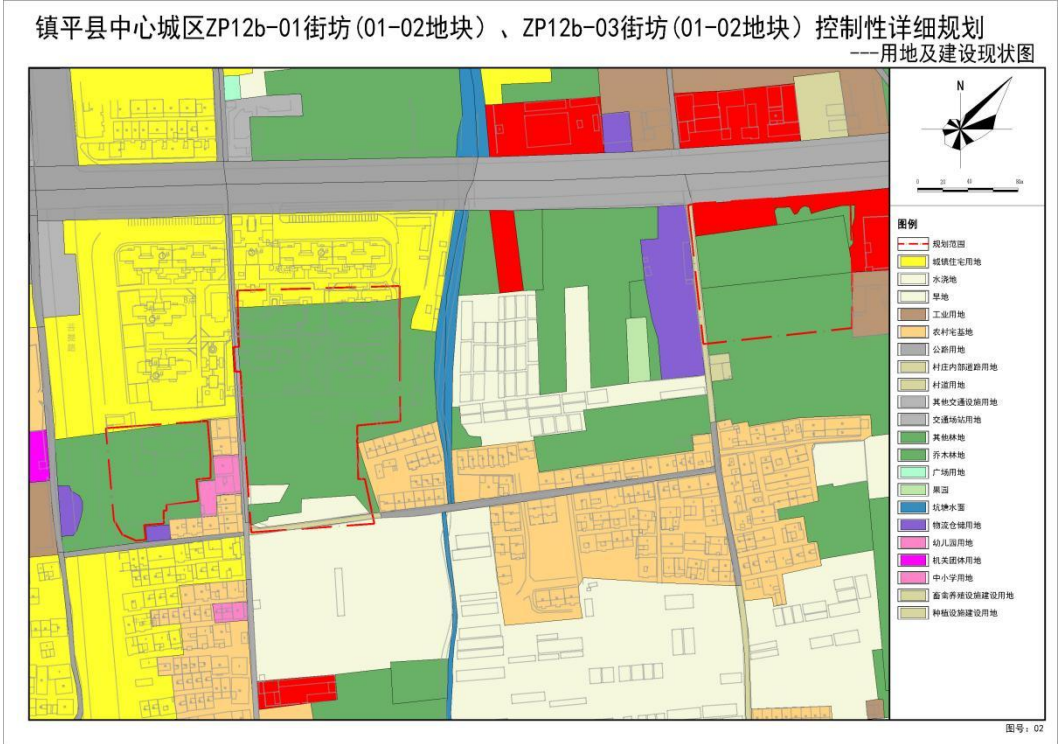 镇平县中心城区ZP12b-01街坊(01-02地块)、ZP12b-03街坊(01-02地块)控制性详细规划
---用地及建设现状图
N
图例
规划范围
城镇住宅用地
水浇地
旱地
工业用地
农村宅基地
公路用地
村庄内部道路用地
村道用地
其他交通设施用地
交通场站用地
其他林地
乔木林地
广场用地
果园
坑塘水面
物流仓储用地
幼儿园用地
机关团体用地
中小学用地
畜禽养殖设施建设用地
种植设施建设用地
图号：02